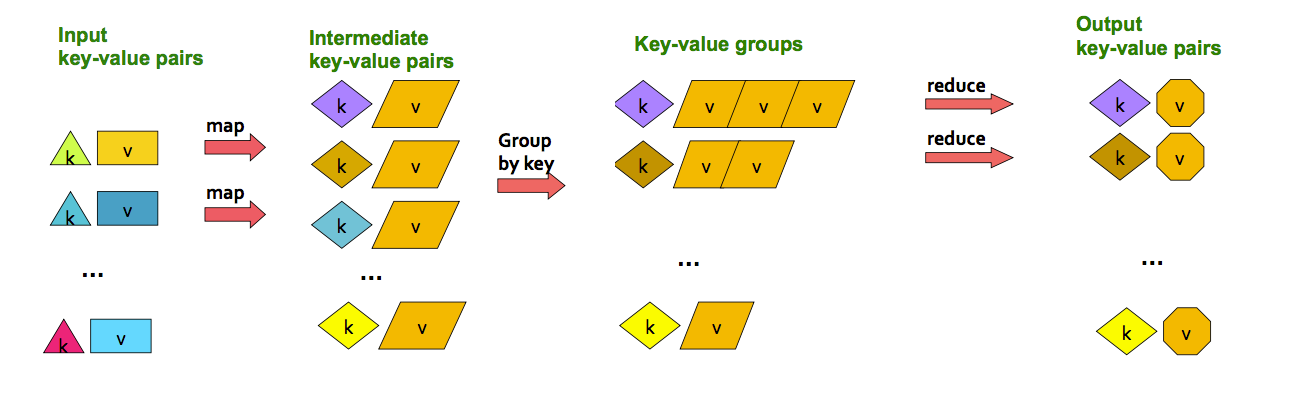 Input
key-value pairs
Intermediate
key-value pairs
Key-value groups
Output
key-value pairs
k v
k v v v
reduce
k v
map
k v
k v
Group
by key
k v v
reduce
k v
map
k v
k v
...
...
...
...
k v
k v
k v
k v